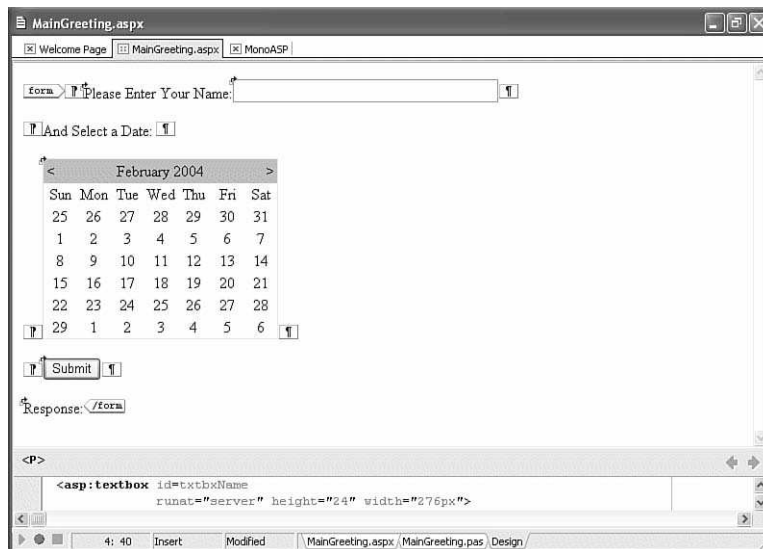 MainGreeting.aspx
Welcome Page MainGreeting.aspx MonoASP
form ¶ Please Enter Your Name: ¶
¶ And Select a Date: ¶
< February 2004 >
Sun Mon Tue Wed Thu Fri Sat
25 26 27 28 29 30 31
1 2 3 4 5 6 7
8 9 10 11 12 13 14
15 16 17 18 19 20 21
22 23 24 25 26 27 28
¶ 29 1 2 3 4 5 6 ¶
¶ Submit ¶
Response: /form
<P>
<asp:textbox id=txtbxName
runat="server" height="24" width="276px">
4: 40 Insert Modified MainGreeting.aspx MainGreeting.pas Design